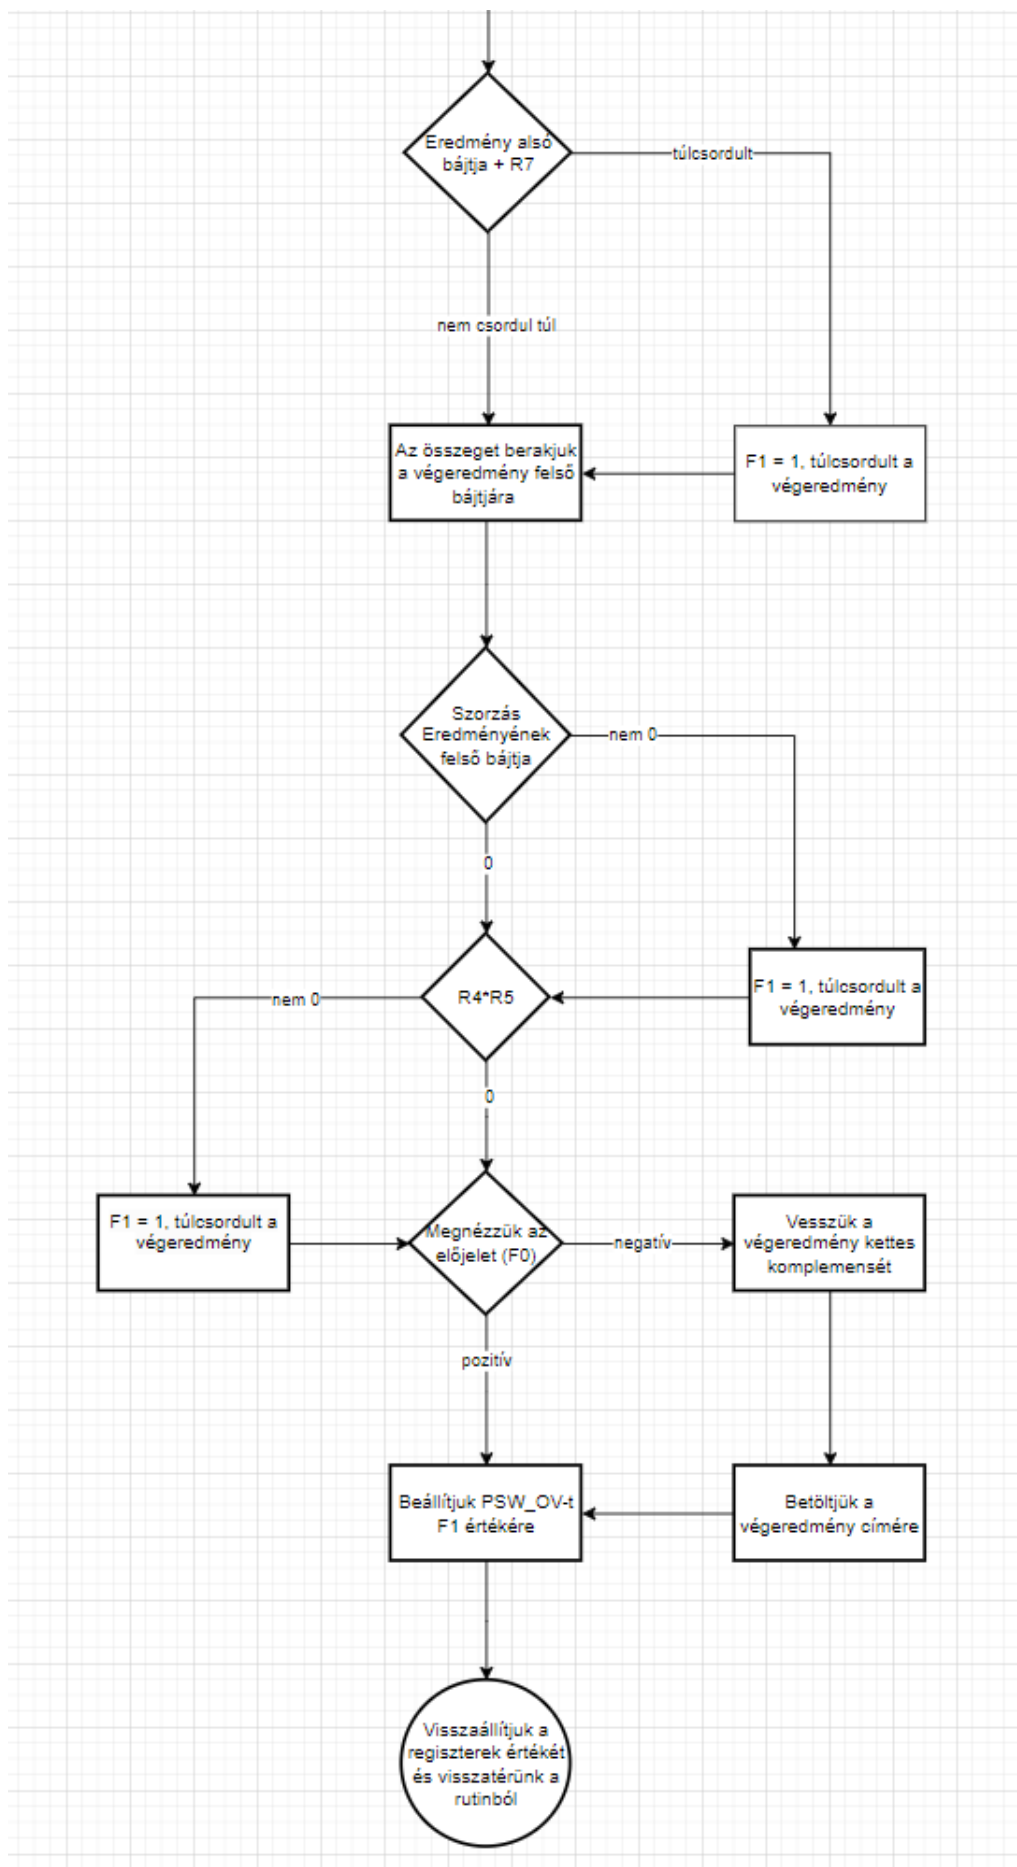 Eredmény alsó
bájtja + R7
túlcsordult
nem csordul túl
Az összeget berakjuk
a végeredmény felső
bájtjára
F1 = 1, túlcsordult a
végeredmény
Szorzás
Eredményének
felső bájtja
nem 0
0
R4*R5
nem 0
F1 = 1, túlcsordult a
végeredmény
0
F1 = 1, túlcsordult a
végeredmény
Megnézzük az
előjelet (F0)
negatív
Vesszük a
végeredmény kettes
komplemensét
pozitív
Beállítjuk PSW_OV-t
F1 értékére
Betöltjük a
végeredmény címére
Visszaállítjuk a
regiszterek értékét
és visszatérünk a
rutinból